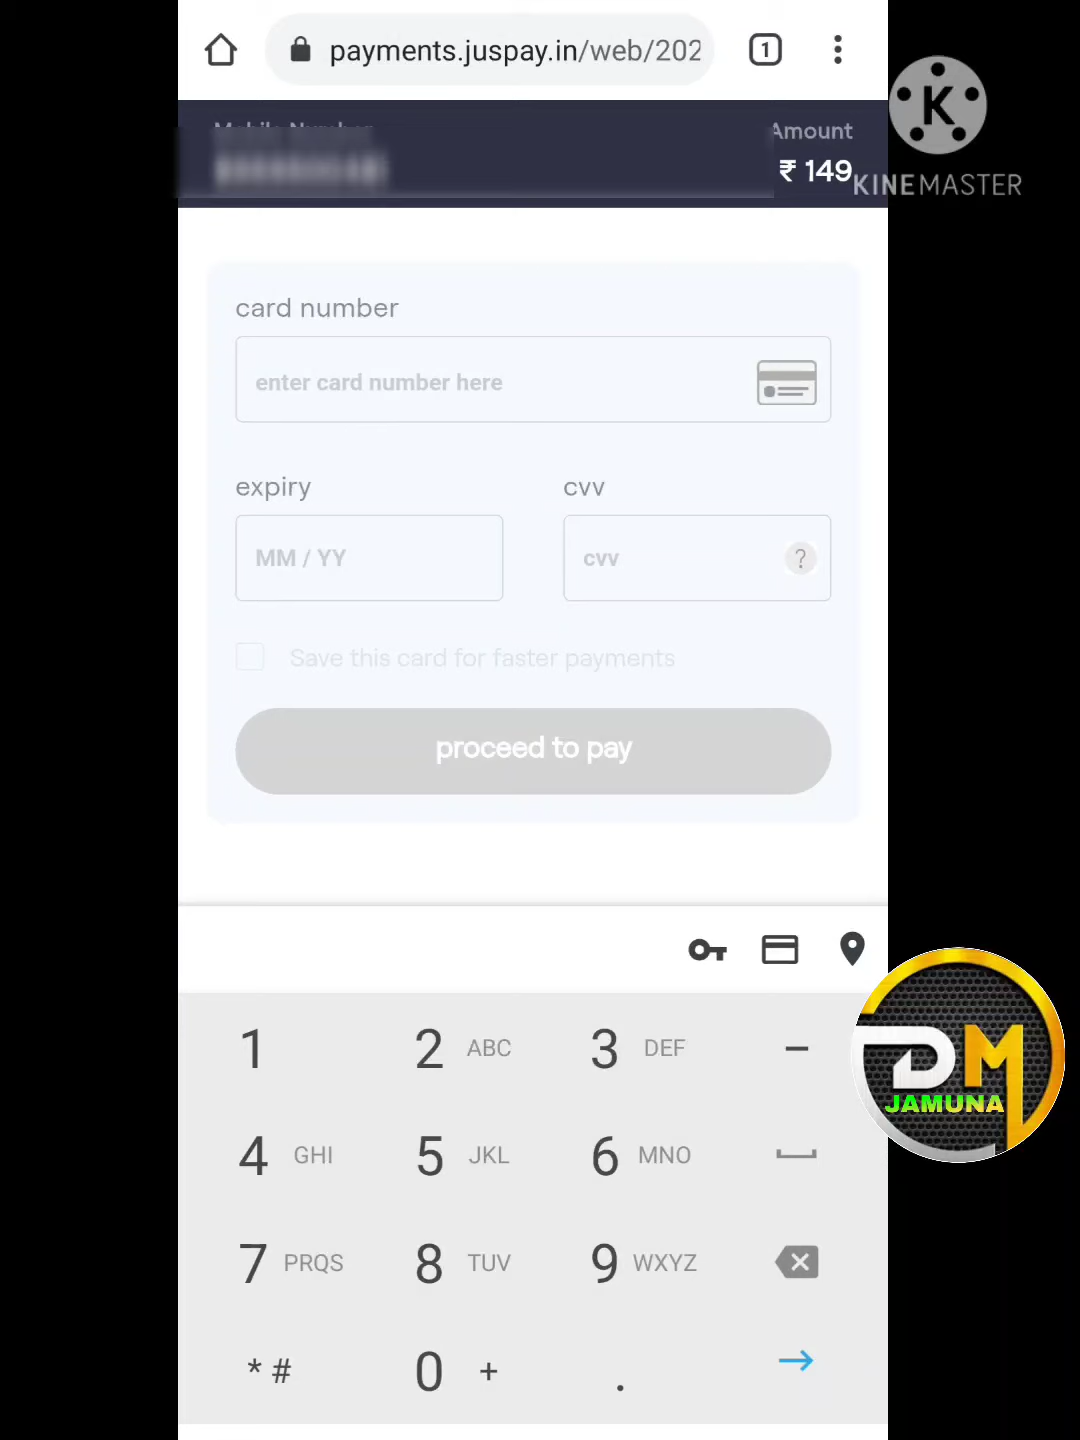 payments.juspay.in/web/202
1
Mobile Number
Amount
₹ 149
K
KINEMASTER
card number
enter card number here
expiry
cvv
MM / YY
cvv
?
Save this card for faster payments
proceed to pay
1
2 ABC
3 DEF
–
4 GHI
5 JKL
6 MNO
7 PRQS
8 TUV
9 WXYZ
* #
0 +
.
DM
JAMUNA